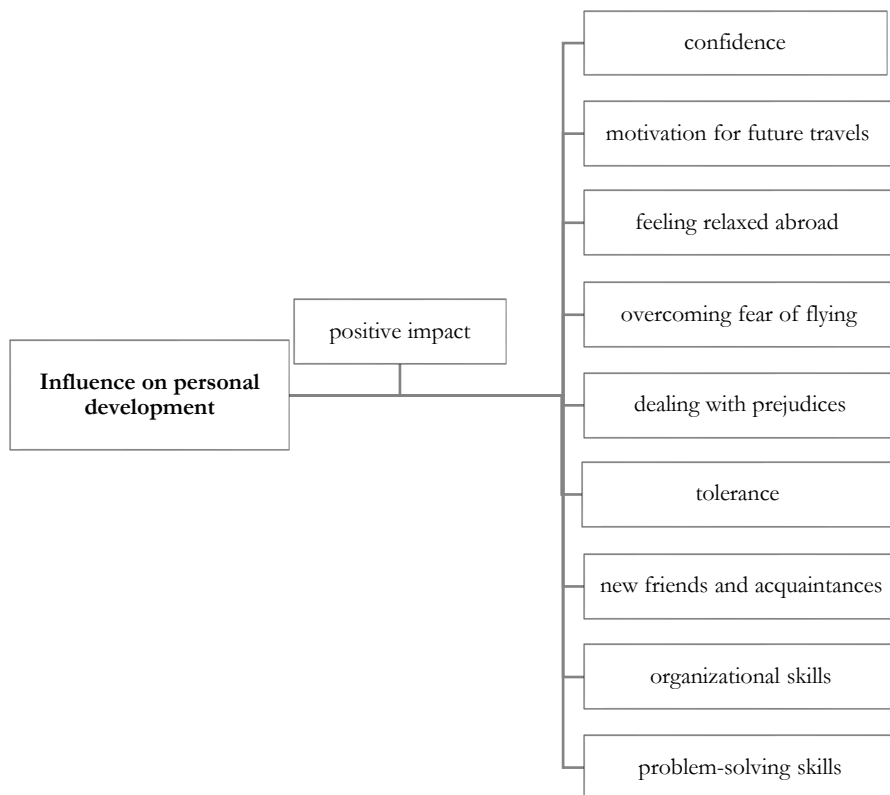 Influence on personal
development
positive impact
confidence
motivation for future travels
feeling relaxed abroad
overcoming fear of flying
dealing with prejudices
tolerance
new friends and acquaintances
organizational skills
problem-solving skills